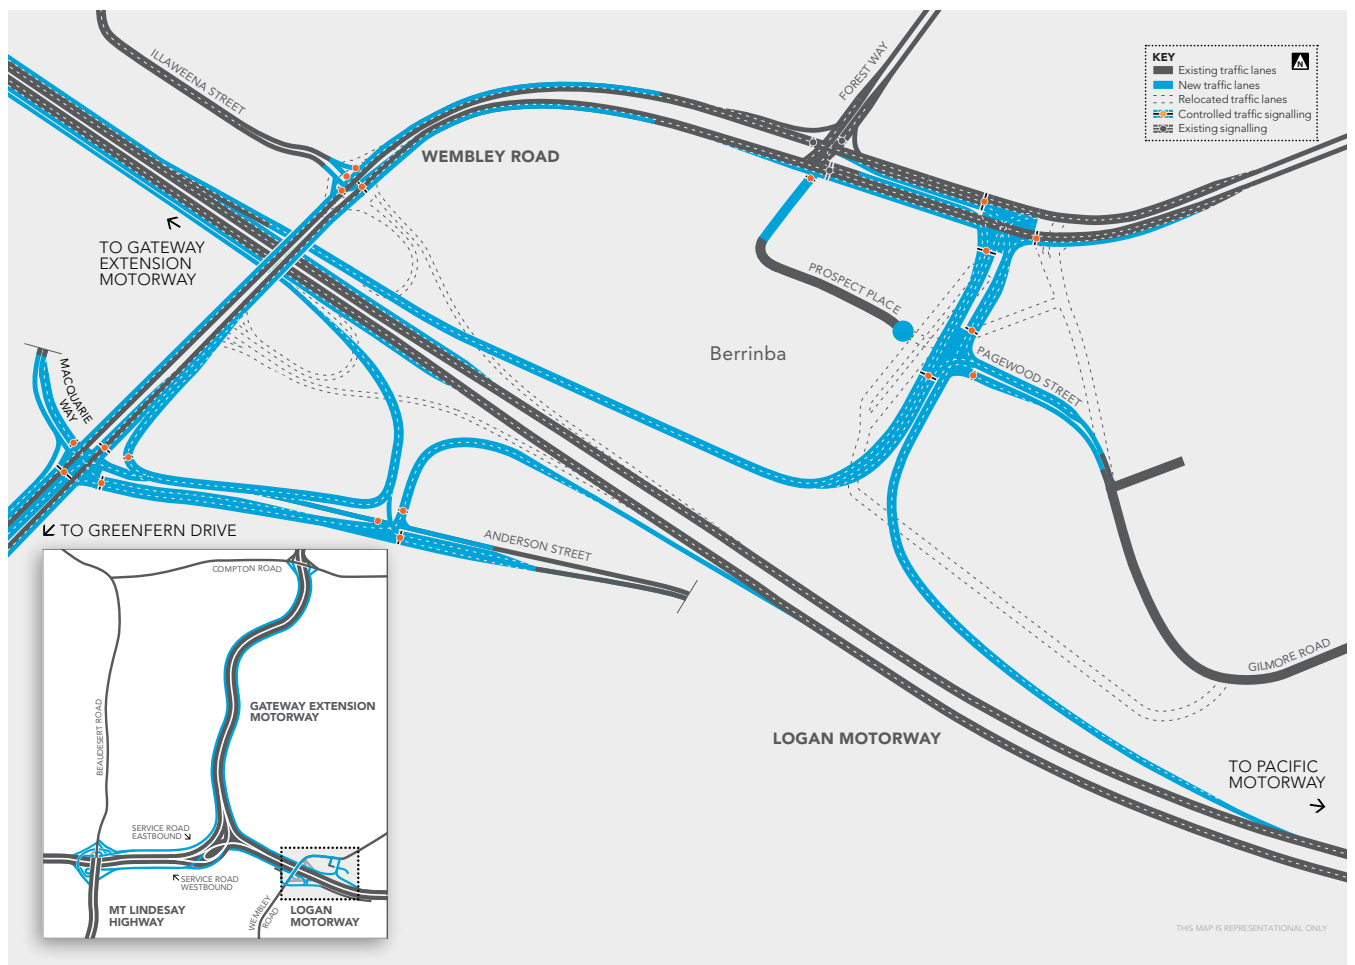 ILLAWEENA STREET
FOREST WAY
KEY
N
Existing traffic lanes
New traffic lanes
Relocated traffic lanes
Controlled traffic signalling
Existing signalling
WEMBLEY ROAD
TO GATEWAY
EXTENSION
MOTORWAY
PROSPECT PLACE
Berrinba
PAGEWOOD STREET
MACQUARIE
WAY
TO GREENFERN DRIVE
ANDERSON STREET
GILMORE ROAD
LOGAN MOTORWAY
TO PACIFIC
MOTORWAY
COMPTON ROAD
BEAUDESERT ROAD
GATEWAY EXTENSION
MOTORWAY
SERVICE ROAD
EASTBOUND
SERVICE ROAD
WESTBOUND
MT LINDESAY
HIGHWAY
WEMBLEY
ROAD
LOGAN
MOTORWAY
THIS MAP IS REPRESENTATIONAL ONLY